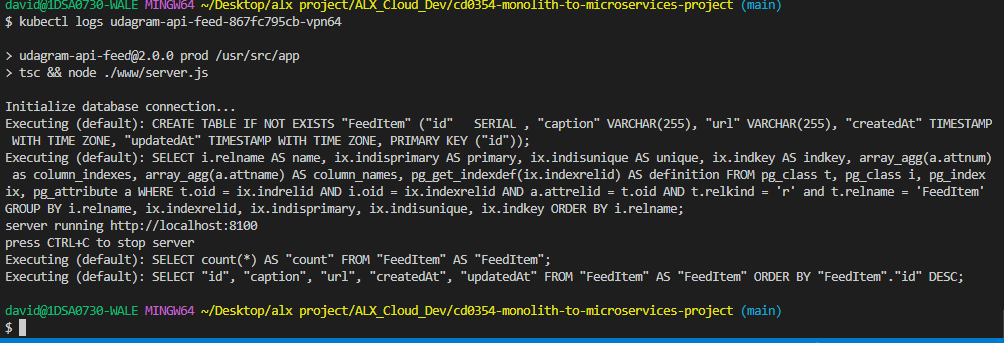 david@1DSA0730-WALE MINGW64 ~/Desktop/alx project/ALX_Cloud_Dev/cd0354-monolith-to-microservices-project (main)
$ kubectl logs udagram-api-feed-867fc795cb-vpn64
> udagram-api-feed@2.0.0 prod /usr/src/app
> tsc && node ./www/server.js
Initialize database connection...
Executing (default): CREATE TABLE IF NOT EXISTS "FeedItem" ("id"   SERIAL , "caption" VARCHAR(255), "url" VARCHAR(255), "createdAt" TIMESTAMP
 WITH TIME ZONE, "updatedAt" TIMESTAMP WITH TIME ZONE, PRIMARY KEY ("id"));
Executing (default): SELECT i.relname AS name, ix.indisprimary AS primary, ix.indisunique AS unique, ix.indkey AS indkey, array_agg(a.attnum)
 as column_indexes, array_agg(a.attname) AS column_names, pg_get_indexdef(ix.indexrelid) AS definition FROM pg_class t, pg_class i, pg_index
ix, pg_attribute a WHERE t.oid = ix.indrelid AND i.oid = ix.indexrelid AND a.attrelid = t.oid AND t.relkind = 'r' and t.relname = 'FeedItem'
GROUP BY i.relname, ix.indexrelid, ix.indisprimary, ix.indisunique, ix.indkey ORDER BY i.relname;
server running http://localhost:8100
press CTRL+C to stop server
Executing (default): SELECT count(*) AS "count" FROM "FeedItem" AS "FeedItem";
Executing (default): SELECT "id", "caption", "url", "createdAt", "updatedAt" FROM "FeedItem" AS "FeedItem" ORDER BY "FeedItem"."id" DESC;
david@1DSA0730-WALE MINGW64 ~/Desktop/alx project/ALX_Cloud_Dev/cd0354-monolith-to-microservices-project (main)
$